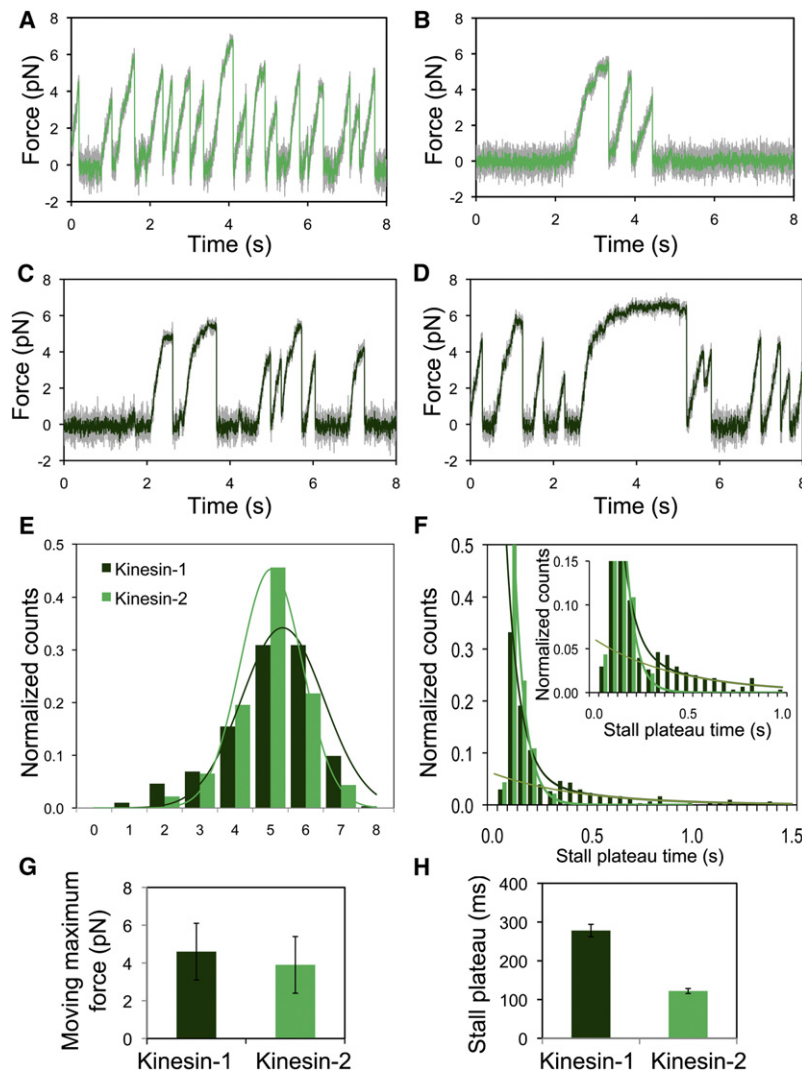 A
Force (pN)
8
6
4
2
0
-2
0 2 4 6 8
Time (s)
B
Force (pN)
8
6
4
2
0
-2
0 2 4 6 8
Time (s)
C
Force (pN)
8
6
4
2
0
-2
0 2 4 6 8
Time (s)
D
Force (pN)
8
6
4
2
0
-2
0 2 4 6 8
Time (s)
E
Normalized counts
0.5
0.4
0.3
0.2
0.1
0.0
Kinesin-1
Kinesin-2
0 1 2 3 4 5 6 7 8
F
Normalized counts
0.5
0.4
0.3
0.2
0.1
0.0
0.0 0.5 1.0 1.5
Stall plateau time (s)
Normalized counts
0.15
0.10
0.05
0.00
0.0 0.5 1.0
Stall plateau time (s)
G
Moving maximum
force (pN)
8
6
4
2
0
Kinesin-1 Kinesin-2
H
Stall plateau (ms)
400
300
200
100
0
Kinesin-1 Kinesin-2